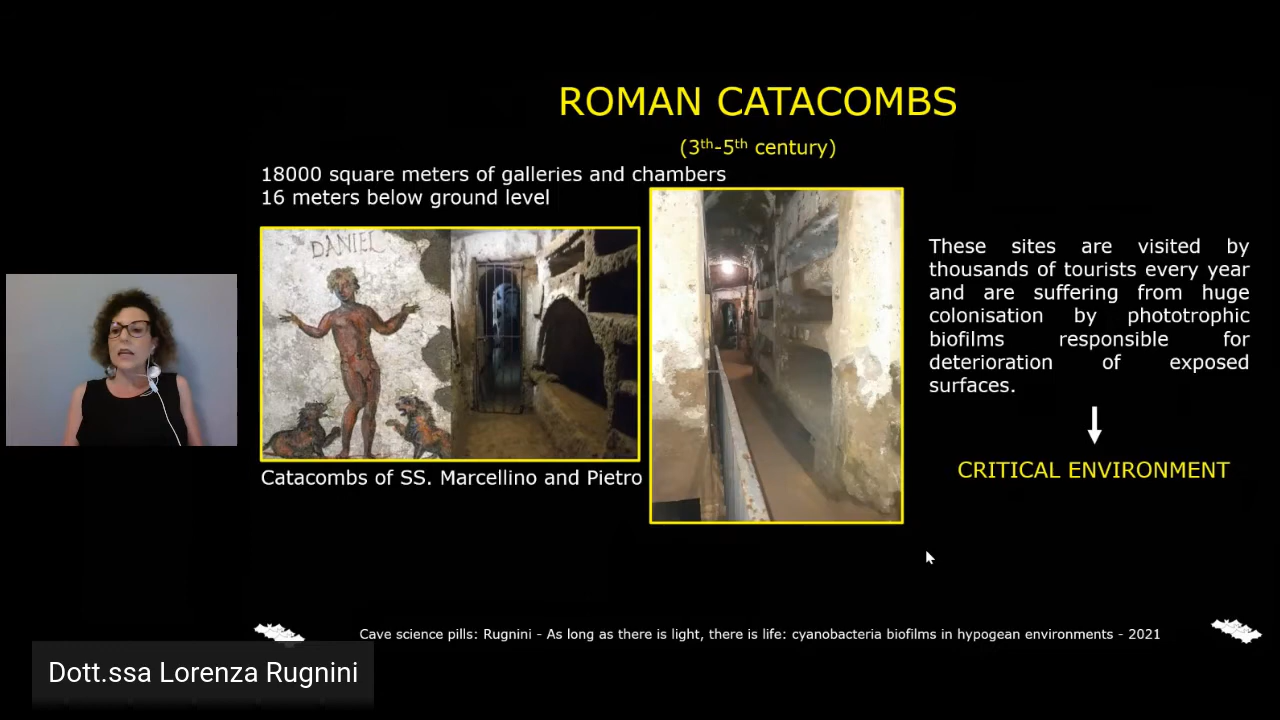 ROMAN CATACOMBS
(3th-5th century)
18000 square meters of galleries and chambers
16 meters below ground level
DANIEL
Catacombs of SS. Marcellino and Pietro
These sites are visited by
thousands of tourists every year
and are suffering from huge
colonisation by phototrophic
biofilms responsible for
deterioration of exposed
surfaces.
CRITICAL ENVIRONMENT
Cave science pills: Rugnini - As long as there is light, there is life: cyanobacteria biofilms in hypogean environments - 2021
Dott.ssa Lorenza Rugnini